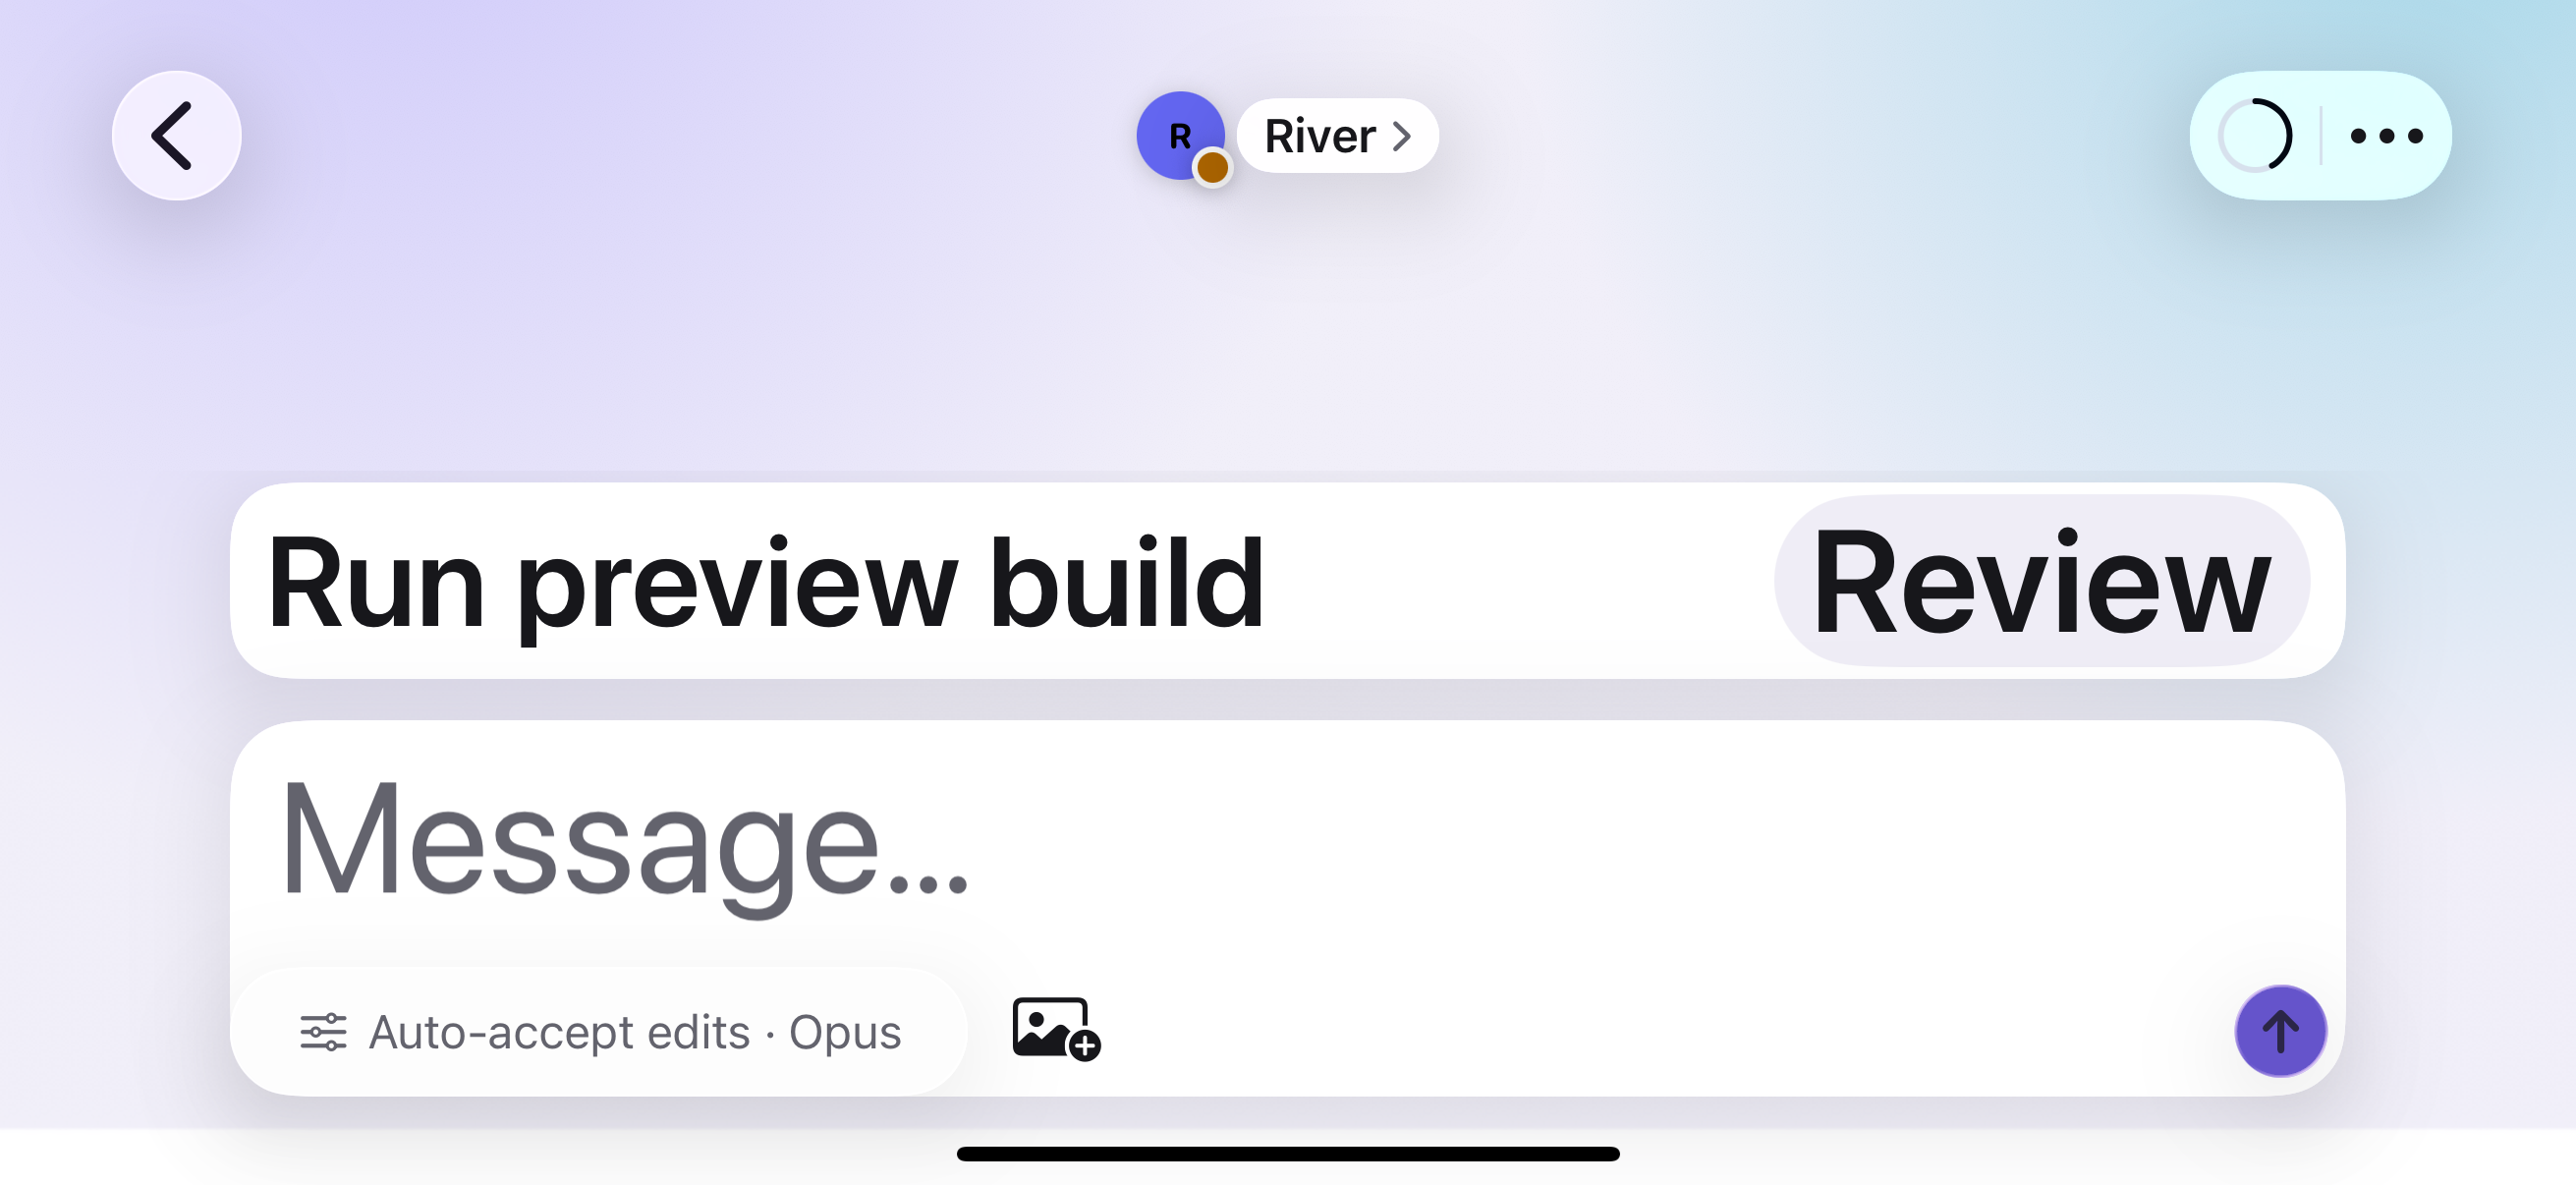 R
River
Run preview build
Review
Message...
Auto-accept edits · Opus